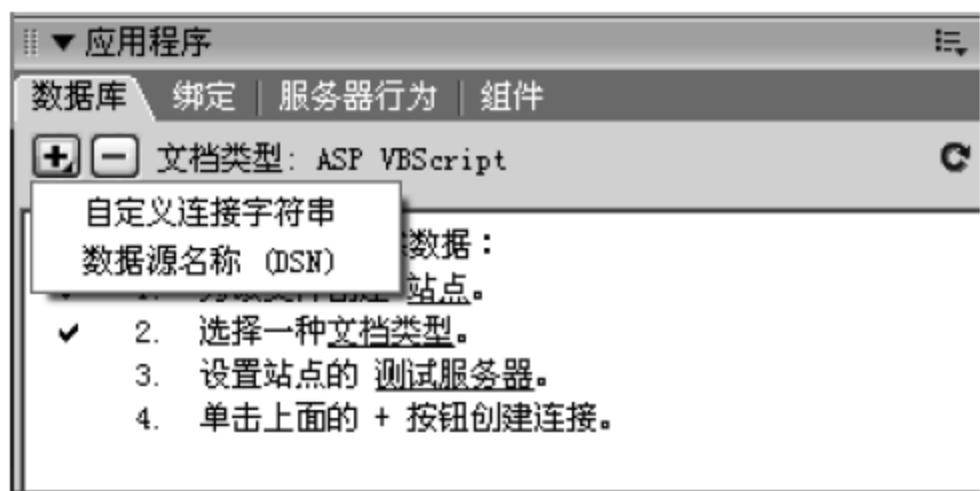 应用程序
数据库 绑定 服务器行为 组件
文档类型: ASP VBScript
自定义连接字符串
数据源名称 (DSN)
数据：
站点。
2. 选择一种文档类型。
3. 设置站点的 测试服务器。
4. 单击上面的 + 按钮创建连接。